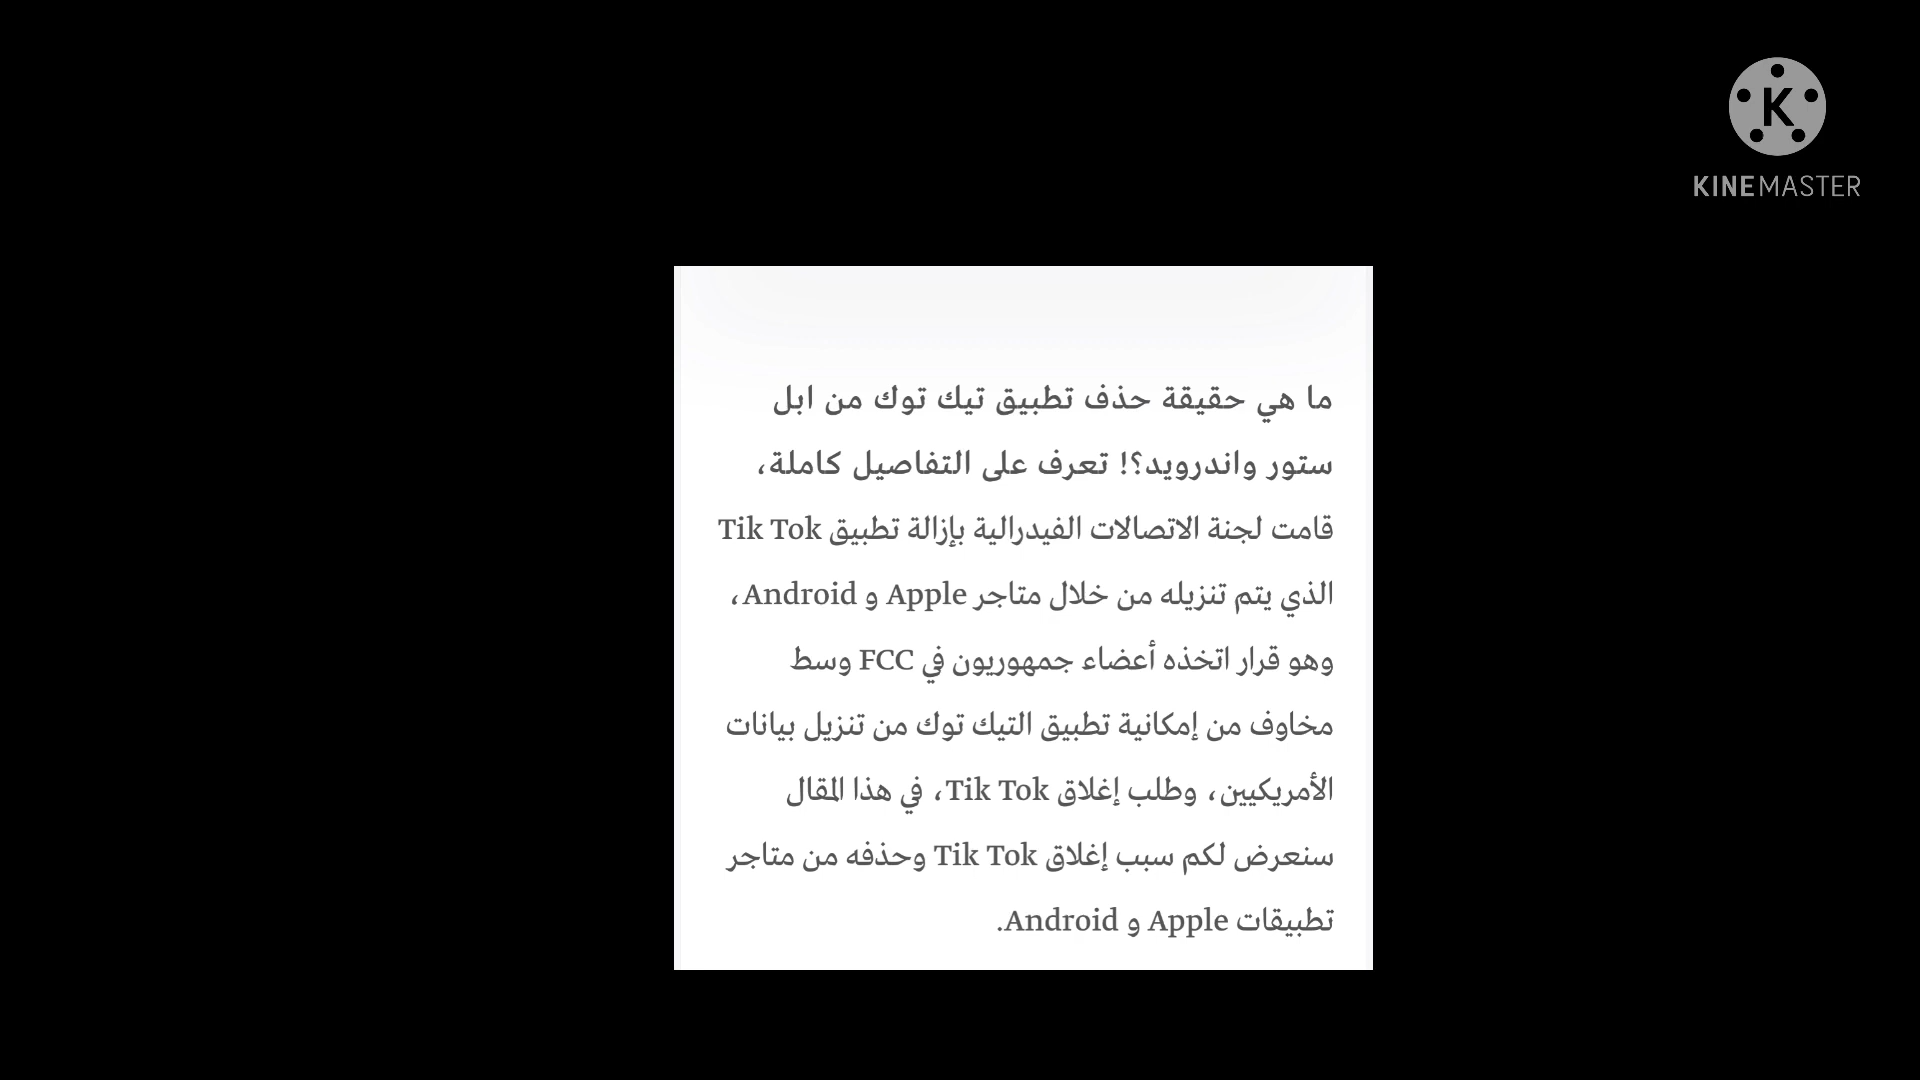 K
KINEMASTER
ما هي حقيقة حذف تطبيق تيك توك من ابل
ستور واندرويد؟! تعرف على التفاصيل كاملة،
قامت لجنة الاتصالات الفيدرالية بإزالة تطبيق Tik Tok
الذي يتم تنزيله من خلال متاجر Apple و Android،
وهو قرار اتخذه أعضاء جمهوريون في FCC وسط
مخاوف من إمكانية تطبيق التيك توك من تنزيل بيانات
الأمريكيين، وطلب إغلاق Tik Tok، في هذا المقال
سنعرض لكم سبب إغلاق Tik Tok وحذفه من متاجر
تطبيقات Apple و Android.